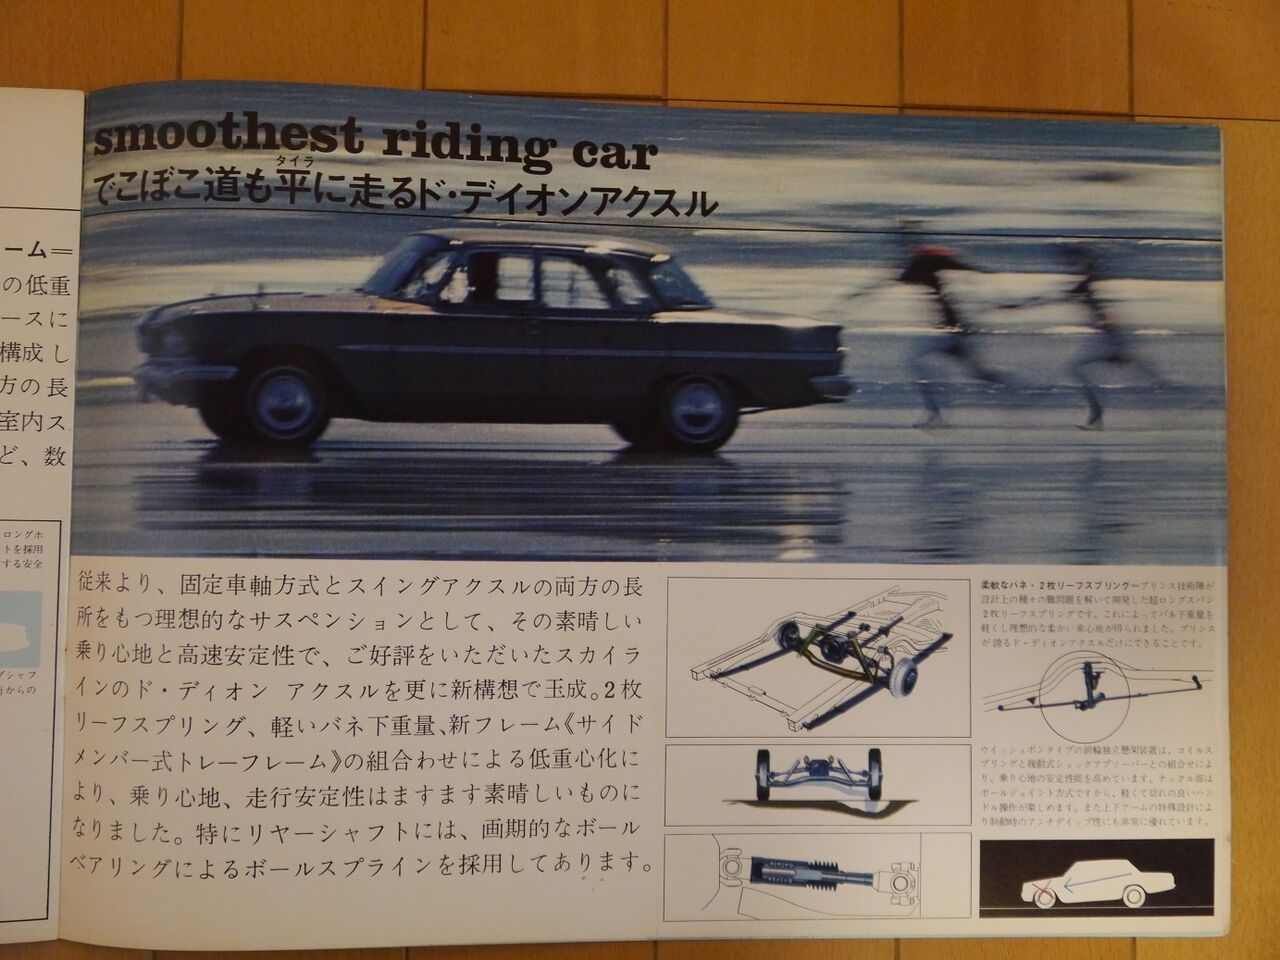 smoothest riding car
タイラ
でこぼこ道も平に走るド・デイオンアクスル
ーム=
の低重
ースに
構成し
方の長
室内ス
ど、数
ロングホ
トを採用
する安全
グシャフ
からの
従来より、固定車軸方式とスイングアクスルの両方の長
所をもつ理想的なサスペンションとして、その素晴しい
乗り心地と高速安定性で、ご好評をいただいたスカイラ
インのド・ディオン アクスルを更に新構想で玉成。2枚
リーフスプリング、軽いバネ下重量、新フレーム《サイド
メンバー式トレーフレーム》の組合わせによる低重心化に
より、乗り心地、走行安定性はますます素晴しいものに
なりました。特にリヤーシャフトには、画期的なボール
ベアリングによるボールスプラインを採用してあります。
柔軟なバネ・2枚リーフスプリングープリンス技術陣が
設計上の種々の難問題を解いて開発した超ロングスパン
2枚リーフスプリングです。これによってバネ下重量を
軽くし理想的な柔かい乗心地が得られました。プリンス
が誇るド・ディオンアクスルだけにできることです。
ウイッシュボンタイプの前輪独立懸架装置は、コイルス
プリングと複動式ショックアブソーバーとの組合せによ
り、乗り心地の安定性能を高めています。ナックル部は
ボールジョイント方式ですから、軽くて切れの良いハン
ドル操作が楽しめます。また上下アームの特殊設計によ
り制動時のアンチデイップ性にも非常に優れています。